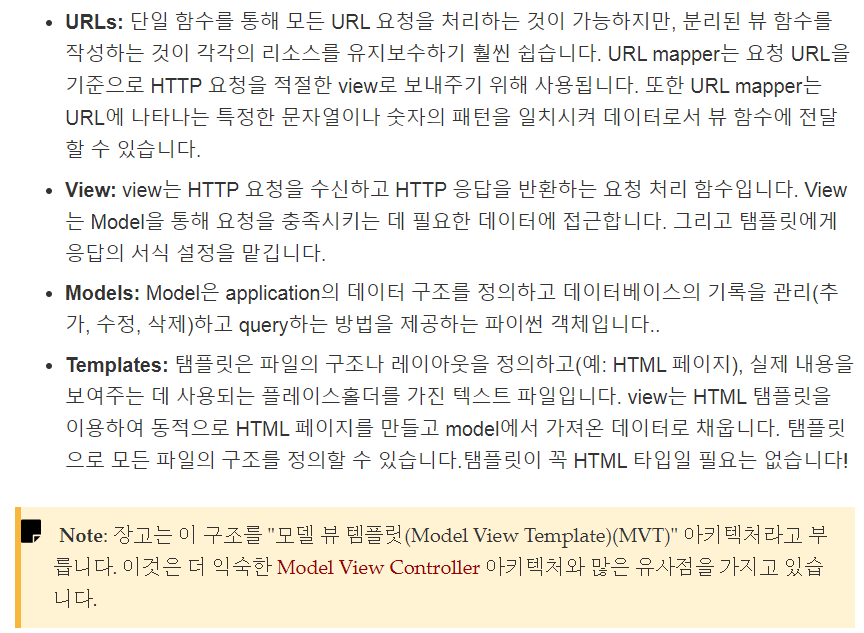 • URLs: 단일 함수를 통해 모든 URL 요청을 처리하는 것이 가능하지만, 분리된 뷰 함수를
작성하는 것이 각각의 리소스를 유지보수하기 훨씬 쉽습니다. URL mapper는 요청 URL을
기준으로 HTTP 요청을 적절한 view로 보내주기 위해 사용됩니다. 또한 URL mapper는
URL에 나타나는 특정한 문자열이나 숫자의 패턴을 일치시켜 데이터로서 뷰 함수에 전달
할 수 있습니다.
• View: view는 HTTP 요청을 수신하고 HTTP 응답을 반환하는 요청 처리 함수입니다. View
는 Model을 통해 요청을 충족시키는 데 필요한 데이터에 접근합니다. 그리고 탬플릿에게
응답의 서식 설정을 맡깁니다.
• Models: Model은 application의 데이터 구조를 정의하고 데이터베이스의 기록을 관리(추
가, 수정, 삭제)하고 query하는 방법을 제공하는 파이썬 객체입니다..
• Templates: 탬플릿은 파일의 구조나 레이아웃을 정의하고(예: HTML 페이지), 실제 내용을
보여주는 데 사용되는 플레이스홀더를 가진 텍스트 파일입니다. view는 HTML 탬플릿을
이용하여 동적으로 HTML 페이지를 만들고 model에서 가져온 데이터로 채웁니다. 탬플릿
으로 모든 파일의 구조를 정의할 수 있습니다.탬플릿이 꼭 HTML 타입일 필요는 없습니다!
Note: 장고는 이 구조를 "모델 뷰 템플릿(Model View Template)(MVT)" 아키텍처라고 부
릅니다. 이것은 더 익숙한 Model View Controller 아키텍처와 많은 유사점을 가지고 있습
니다.